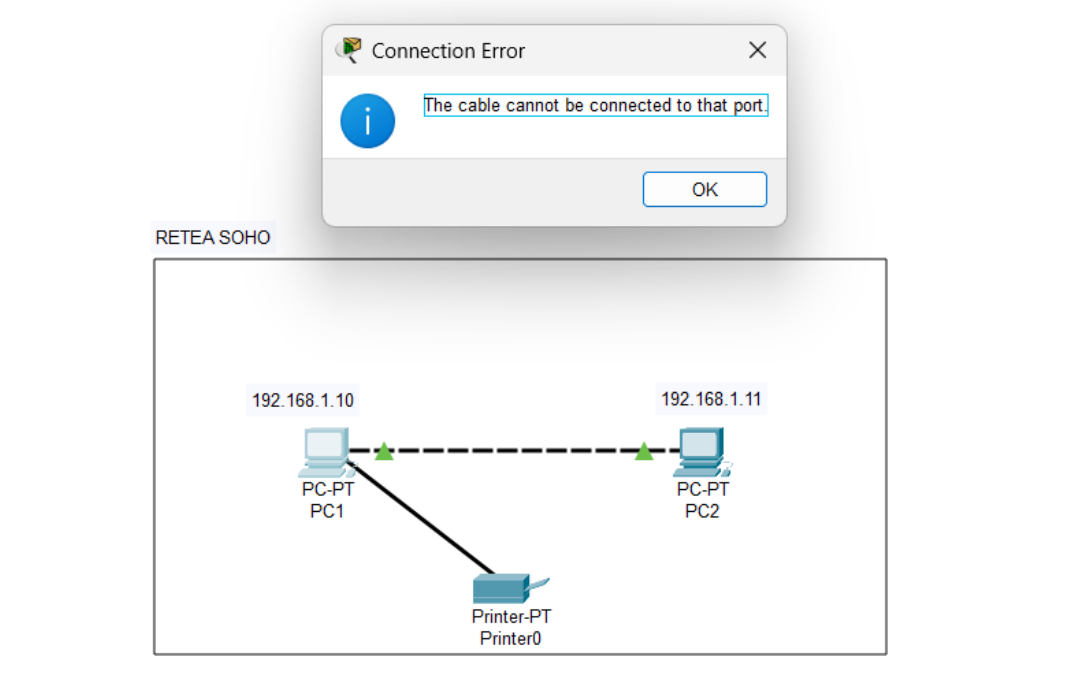 Connection Error
The cable cannot be connected to that port.
OK
RETEA SOHO
192.168.1.10
192.168.1.11
PC-PT
PC1
PC-PT
PC2
Printer-PT
Printer0